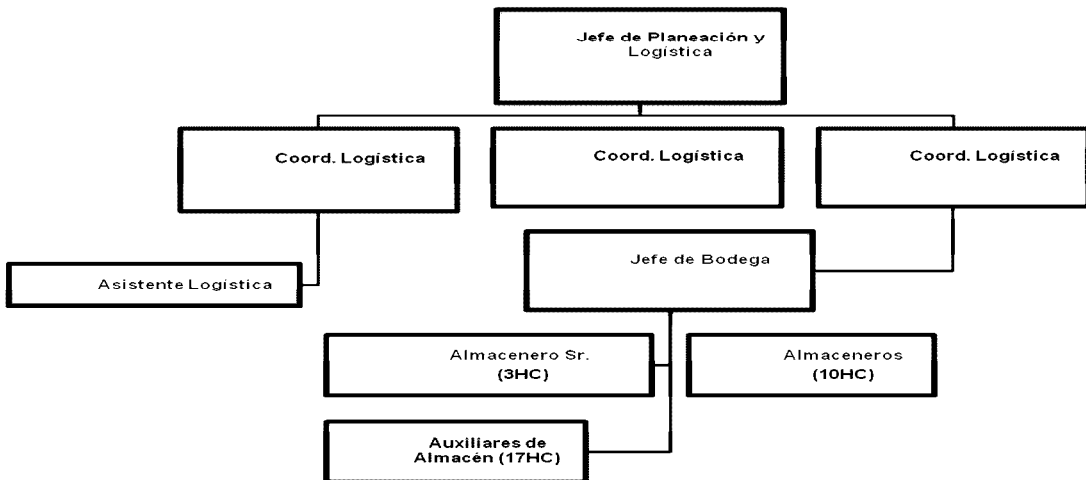 Jefe de Planeación y
Logística
Coord. Logística
Coord. Logística
Coord. Logística
Jefe de Bodega
Asistente Logística
Almacenero Sr.
(3HC)
Almaceneros
(10HC)
Auxiliares de
Almacén (17HC)